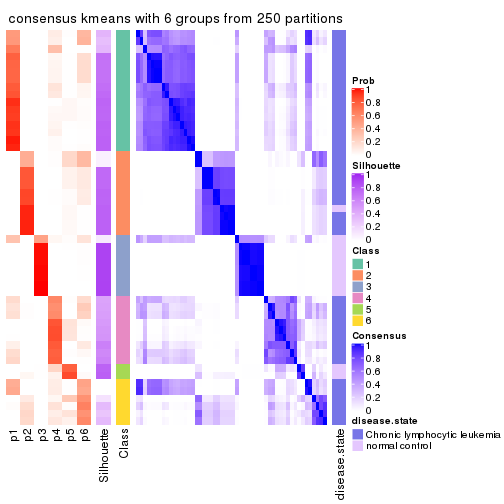 consensus kmeans with 6 groups from 250 partitions
Prob
1
0.8
0.6
0.4
0.2
0
Silhouette
1
0.8
0.6
0.4
0.2
0
Class
1
2
3
4
5
6
Consensus
1
0.8
0.6
0.4
0.2
0
disease.state
Chronic lymphocytic leukemia
normal control
p1
p2
p3
p4
p5
p6
Silhouette
Class
disease.state